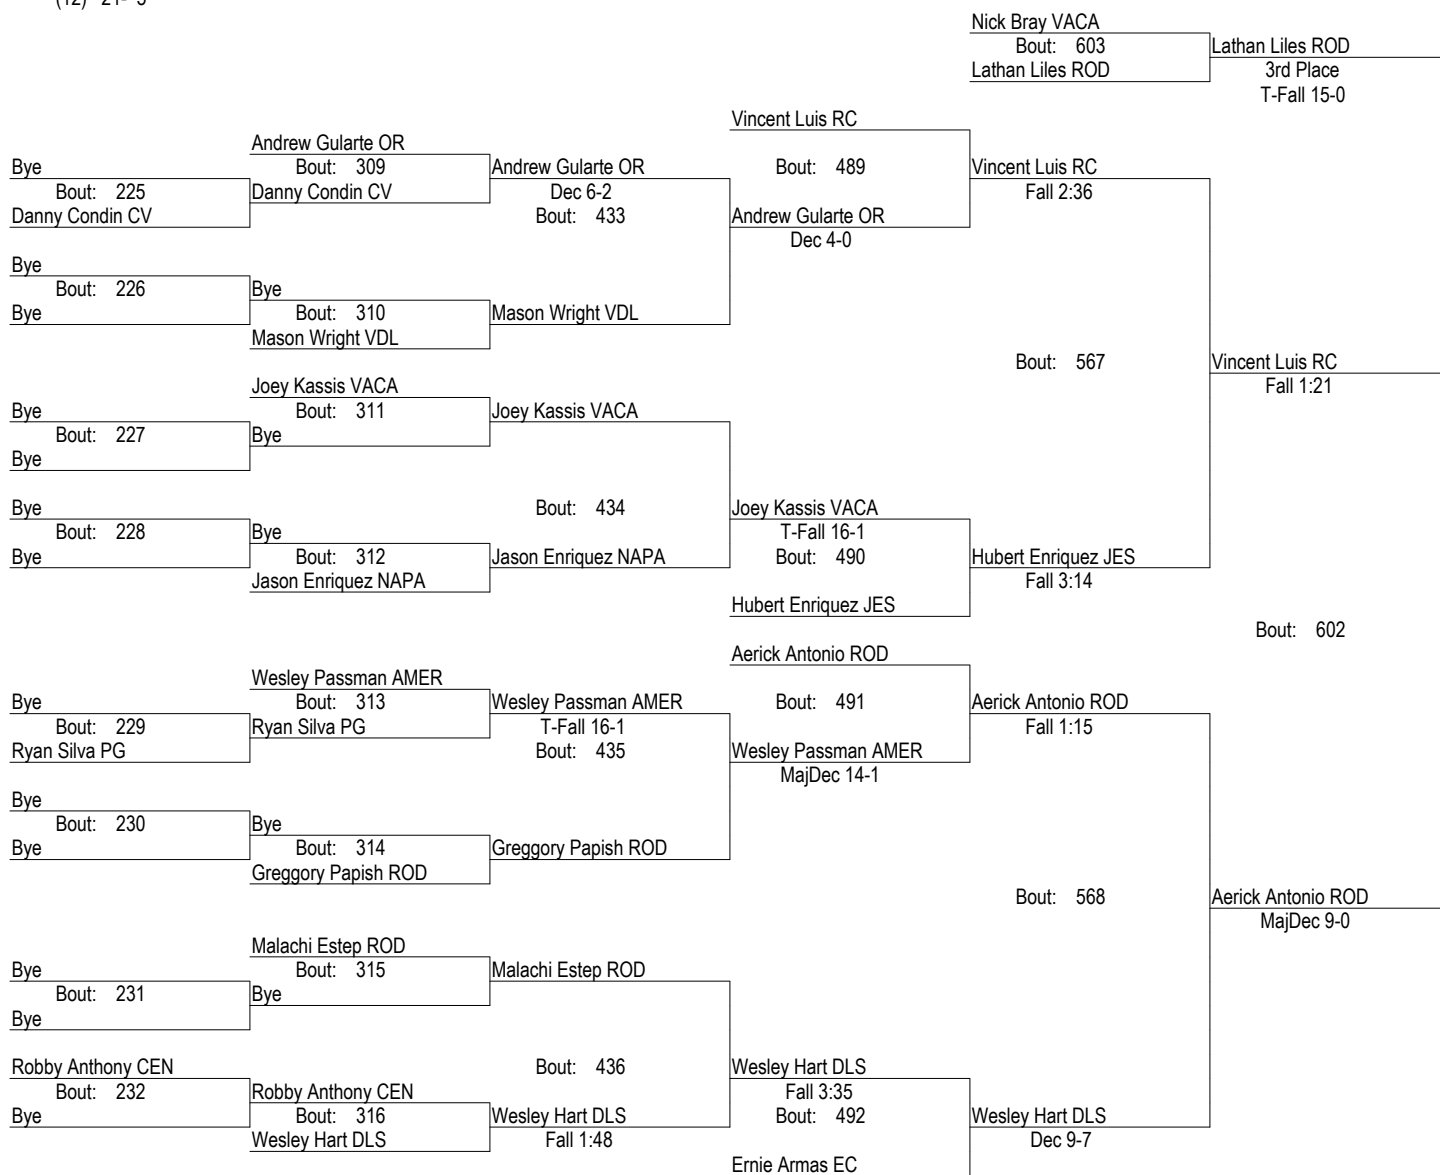 Nick Bray VACA
Bout: 603
Lathan Liles ROD
Lathan Liles ROD
3rd Place
T-Fall 15-0
Vincent Luis RC
Andrew Gularte OR
Bye
Bout: 309
Andrew Gularte OR
Bout: 489
Vincent Luis RC
Bout: 225
Danny Condin CV
Dec 6-2
Fall 2:36
Danny Condin CV
Bout: 433
Andrew Gularte OR
Dec 4-0
Bye
Bout: 226
Bye
Bye
Bout: 310
Mason Wright VDL
Mason Wright VDL
Bout: 567
Vincent Luis RC
Fall 1:21
Joey Kassis VACA
Bye
Bout: 311
Joey Kassis VACA
Bout: 227
Bye
Bye
Bye
Bout: 434
Joey Kassis VACA
Bout: 228
Bye
T-Fall 16-1
Bye
Bout: 312
Jason Enriquez NAPA
Bout: 490
Hubert Enriquez JES
Jason Enriquez NAPA
Fall 3:14
Hubert Enriquez JES
Bout: 602
Aerick Antonio ROD
Wesley Passman AMER
Bye
Bout: 313
Wesley Passman AMER
Bout: 491
Aerick Antonio ROD
Bout: 229
Ryan Silva PG
T-Fall 16-1
Fall 1:15
Ryan Silva PG
Bout: 435
Wesley Passman AMER
MajDec 14-1
Bye
Bout: 230
Bye
Bye
Bout: 314
Greggory Papish ROD
Greggory Papish ROD
Bout: 568
Aerick Antonio ROD
MajDec 9-0
Malachi Estep ROD
Bye
Bout: 315
Malachi Estep ROD
Bout: 231
Bye
Bye
Robby Anthony CEN
Bout: 436
Wesley Hart DLS
Bout: 232
Robby Anthony CEN
Fall 3:35
Bye
Bout: 316
Wesley Hart DLS
Bout: 492
Wesley Hart DLS
Wesley Hart DLS
Fall 1:48
Dec 9-7
Ernie Armas EC